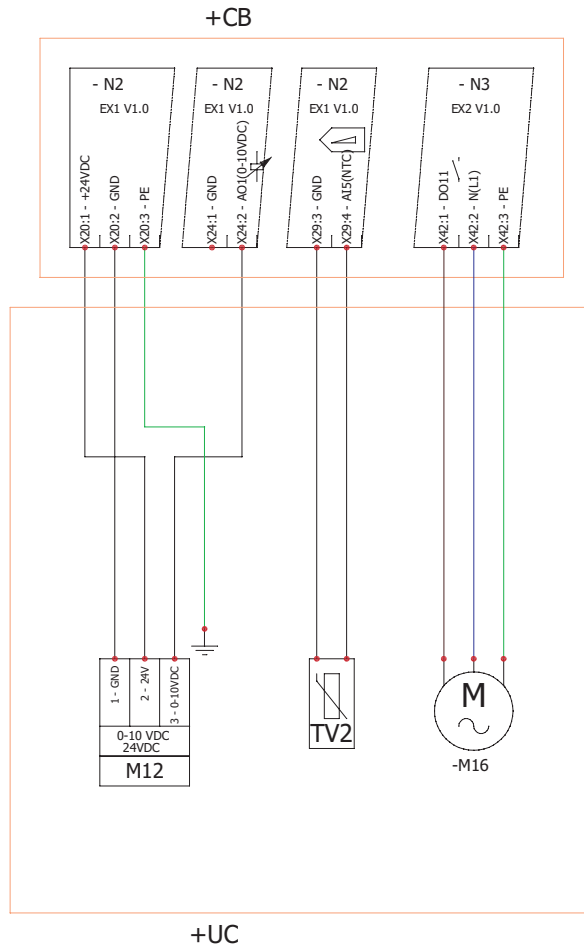 +CB
- N2
EX1 V1.0
- N2
EX1 V1.0
- N2
EX1 V1.0
- N3
EX2 V1.0
X20:1 - +24VDC
X20:2 - GND
X20:3 - PE
X24:1 - GND
X24:2 - AO1(0-10VDC)
X29:3 - GND
X29:4 - AI5(NTC)
X42:1 - DO11
X42:2 - N(L1)
X42:3 - PE
1 - GND
2 - 24V
3 - 0-10VDC
0-10 VDC
24VDC
M12
TV2
M
-M16
+UC